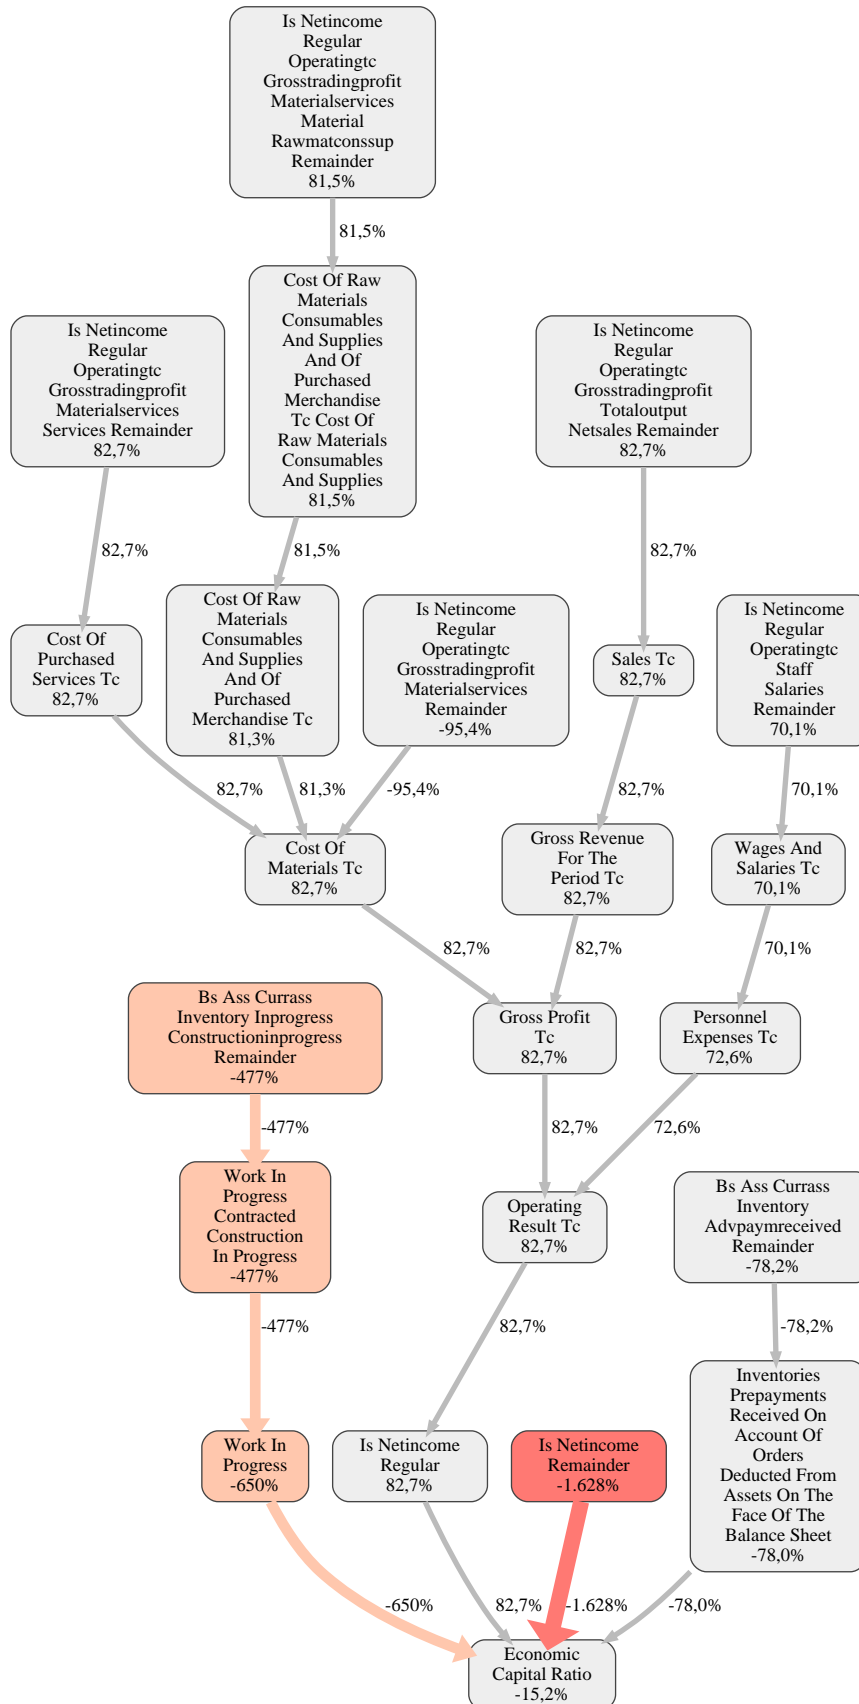 Is Netincome
Regular
Operatingtc
Grosstradingprofit
Materialservices
Material
Rawmatconssup
Remainder
81,5%
81,5%
Cost Of Raw
Materials
Consumables
And Supplies
And Of
Purchased
Merchandise
Tc Cost Of
Raw Materials
Consumables
And Supplies
81,5%
Is Netincome
Regular
Operatingtc
Grosstradingprofit
Materialservices
Services Remainder
82,7%
Is Netincome
Regular
Operatingtc
Grosstradingprofit
Totaloutput
Netsales Remainder
82,7%
82,7%
81,5%
82,7%
Cost Of
Purchased
Services Tc
82,7%
Cost Of Raw
Materials
Consumables
And Supplies
And Of
Purchased
Merchandise Tc
81,3%
Is Netincome
Regular
Operatingtc
Grosstradingprofit
Materialservices
Remainder
-95,4%
Sales Tc
82,7%
Is Netincome
Regular
Operatingtc
Staff
Salaries
Remainder
70,1%
82,7%
81,3%
-95,4%
82,7%
70,1%
Cost Of
Materials Tc
82,7%
Gross Revenue
For The
Period Tc
82,7%
Wages And
Salaries Tc
70,1%
82,7%
82,7%
70,1%
Bs Ass Currass
Inventory Inprogress
Constructioninprogress
Remainder
-477%
Gross Profit
Tc
82,7%
Personnel
Expenses Tc
72,6%
-477%
82,7%
72,6%
Work In
Progress
Contracted
Construction
In Progress
-477%
Operating
Result Tc
82,7%
Bs Ass Currass
Inventory
Advpaymreceived
Remainder
-78,2%
-477%
82,7%
-78,2%
Work In
Progress
-650%
Is Netincome
Regular
82,7%
Is Netincome
Remainder
-1.628%
Inventories
Prepayments
Received On
Account Of
Orders
Deducted From
Assets On The
Face Of The
Balance Sheet
-78,0%
-650%
82,7%
-1.628%
-78,0%
Economic
Capital Ratio
-15,2%